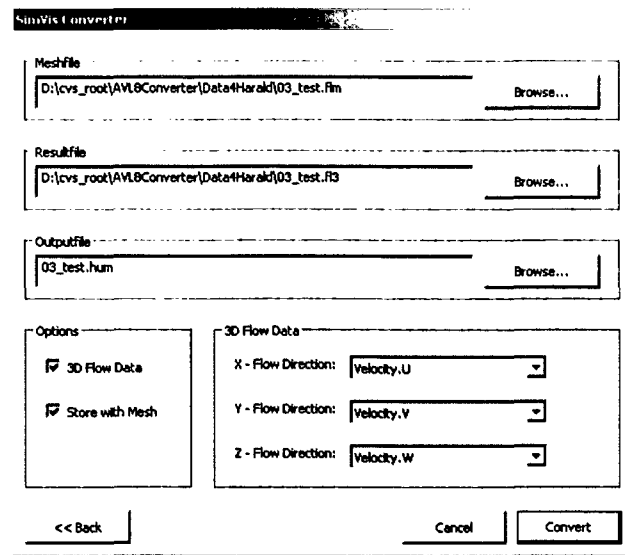 SimVis Converter
Meshfile
D:\cvs_root\AVL8Converter\Data4Harald\03_test.flm
Browse...
Resultfile
D:\cvs_root\AVL8Converter\Data4Harald\03_test.fl3
Browse...
Outputfile
03_test.hum
Browse...
Options
3D Flow Data
3D Flow Data
X - Flow Direction: Velocity.U
Store with Mesh
Y - Flow Direction: Velocity.V
Z - Flow Direction: Velocity.W
<< Back
Cancel
Convert